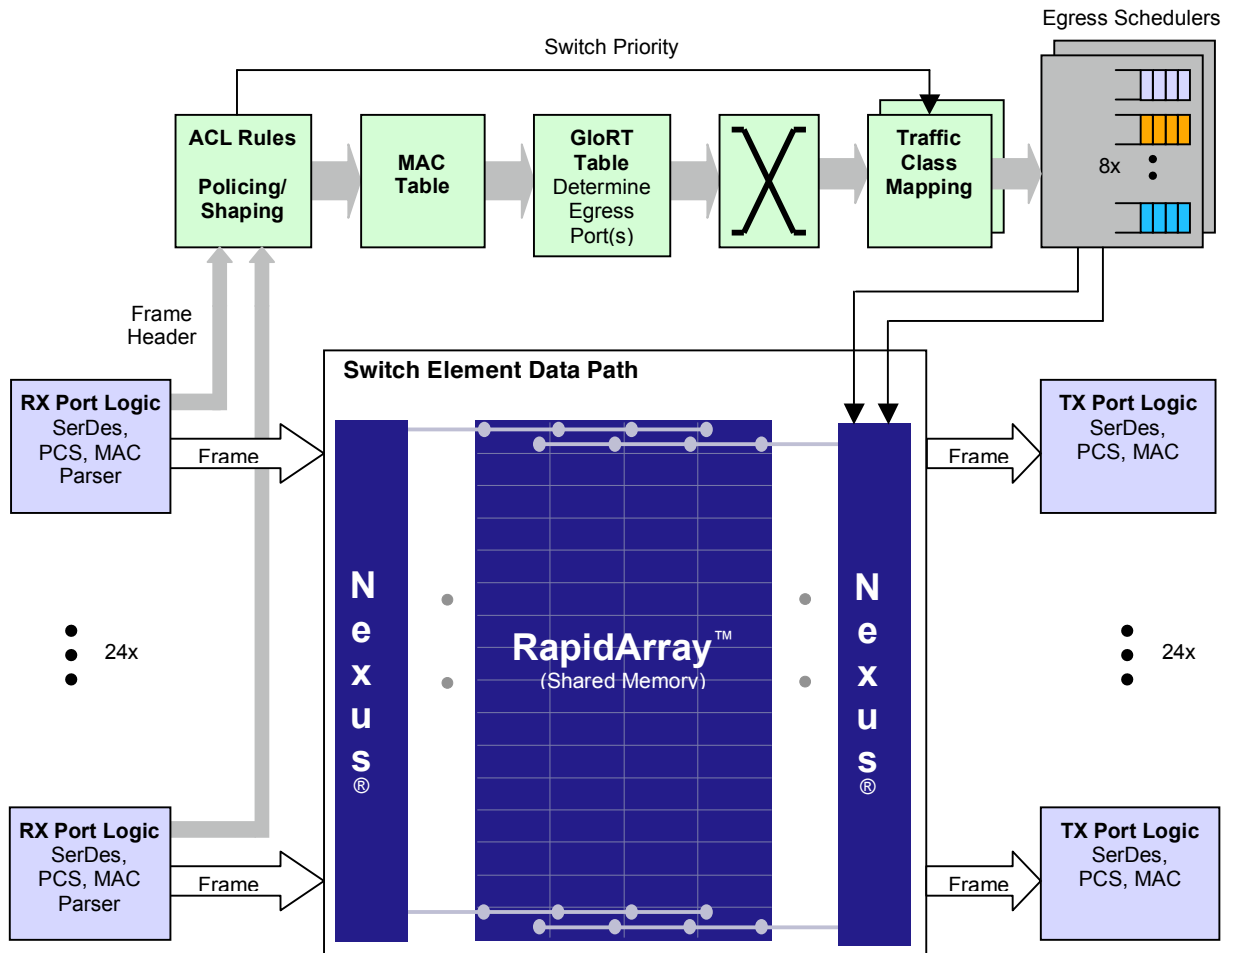 Egress Schedulers
Switch Priority
ACL Rules
Policing/
Shaping
MAC
Table
GloRT
Table
Determine
Egress
Port(s)
Traffic
Class
Mapping
8x
Frame
Header
Switch Element Data Path
RX Port Logic
SerDes,
PCS, MAC
Parser
Frame
TX Port Logic
SerDes,
PCS, MAC
Frame
Nexus®
RapidArray™
(Shared Memory)
Nexus®
24x
24x
RX Port Logic
SerDes,
PCS, MAC
Parser
Frame
TX Port Logic
SerDes,
PCS, MAC
Frame